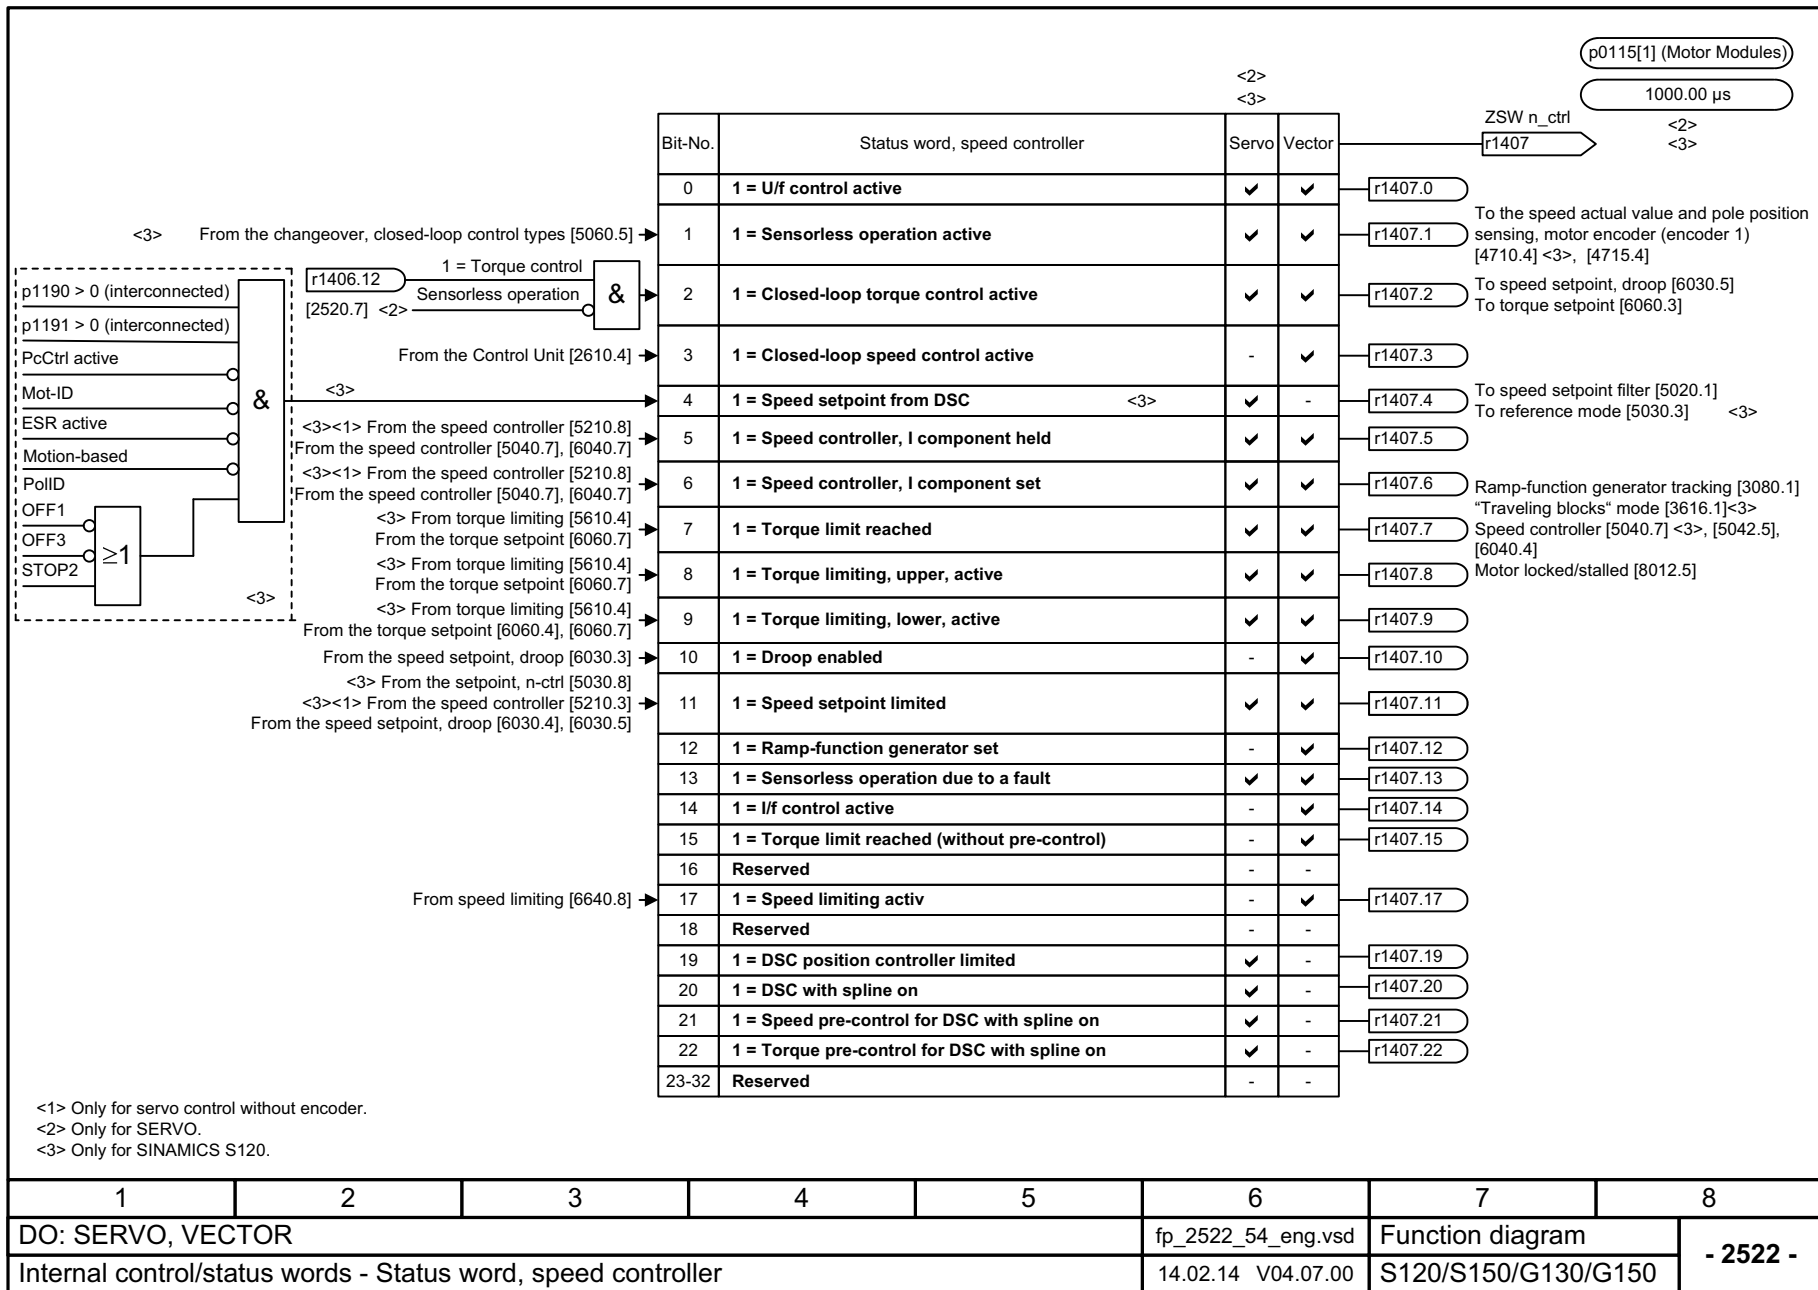 p0115[1] (Motor Modules)
1000.00 µs
<2>
<3>
<2>
<3>
ZSW n_ctrl
r1407
Bit-No. Status word, speed controller Servo Vector
0 1 = U/f control active ✔ ✔ r1407.0
<3> From the changeover, closed-loop control types [5060.5] 1 1 = Sensorless operation active ✔ ✔ r1407.1
To the speed actual value and pole position
sensing, motor encoder (encoder 1)
[4710.4] <3>, [4715.4]
r1406.12 1 = Torque control
[2520.7] <2> Sensorless operation
& 2 1 = Closed-loop torque control active ✔ ✔ r1407.2
To speed setpoint, droop [6030.5]
To torque setpoint [6060.3]
From the Control Unit [2610.4] 3 1 = Closed-loop speed control active - ✔ r1407.3
p1190 > 0 (interconnected)
p1191 > 0 (interconnected)
PcCtrl active
Mot-ID
ESR active
Motion-based
PolID
OFF1
OFF3
STOP2
≥1
&
<3>
<3> 4 1 = Speed setpoint from DSC <3> ✔ - r1407.4
To speed setpoint filter [5020.1]
To reference mode [5030.3] <3>
<3><1> From the speed controller [5210.8]
From the speed controller [5040.7], [6040.7]
5 1 = Speed controller, I component held ✔ ✔ r1407.5
<3><1> From the speed controller [5210.8]
From the speed controller [5040.7], [6040.7]
6 1 = Speed controller, I component set ✔ ✔ r1407.6
<3> From torque limiting [5610.4]
From the torque setpoint [6060.7]
7 1 = Torque limit reached ✔ ✔ r1407.7
Ramp-function generator tracking [3080.1]
“Traveling blocks“ mode [3616.1]<3>
Speed controller [5040.7] <3>, [5042.5],
[6040.4]
Motor locked/stalled [8012.5]
<3> From torque limiting [5610.4]
From the torque setpoint [6060.7]
8 1 = Torque limiting, upper, active ✔ ✔ r1407.8
<3> From torque limiting [5610.4]
From the torque setpoint [6060.4], [6060.7]
9 1 = Torque limiting, lower, active ✔ ✔ r1407.9
From the speed setpoint, droop [6030.3] 10 1 = Droop enabled - ✔ r1407.10
<3> From the setpoint, n-ctrl [5030.8]
<3><1> From the speed controller [5210.3]
From the speed setpoint, droop [6030.4], [6030.5]
11 1 = Speed setpoint limited ✔ ✔ r1407.11
12 1 = Ramp-function generator set - ✔ r1407.12
13 1 = Sensorless operation due to a fault ✔ ✔ r1407.13
14 1 = I/f control active - ✔ r1407.14
15 1 = Torque limit reached (without pre-control) - ✔ r1407.15
16 Reserved - -
From speed limiting [6640.8] 17 1 = Speed limiting activ - ✔ r1407.17
18 Reserved - -
19 1 = DSC position controller limited ✔ - r1407.19
20 1 = DSC with spline on ✔ - r1407.20
21 1 = Speed pre-control for DSC with spline on ✔ - r1407.21
22 1 = Torque pre-control for DSC with spline on ✔ - r1407.22
23-32 Reserved - -
<1> Only for servo control without encoder.
<2> Only for SERVO.
<3> Only for SINAMICS S120.
1 2 3 4 5 6 7 8
DO: SERVO, VECTOR fp_2522_54_eng.vsd Function diagram
- 2522 -
Internal control/status words - Status word, speed controller 14.02.14 V04.07.00 S120/S150/G130/G150